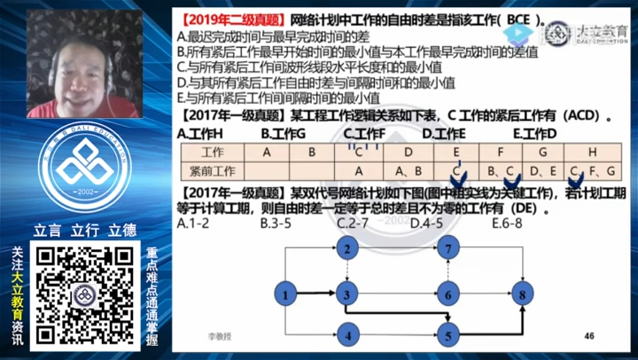 【2019年二级真题】网络计划中工作的自由时差是指该工作( BCE )。
A.最迟完成时间与最早完成时间的差
B.所有紧后工作最早开始时间的最小值与本工作最早完成时间的差值
C.与所有紧后工作间波形线段水平长度和的最小值
D.与其所有紧后工作自由时差与间隔时间和的最小值
E.与所有紧后工作间间隔时间的最小值
【2017年一级真题】某工程工作逻辑关系如下表，C 工作的紧后工作有（ACD）。
A.工作H B.工作G C.工作F D.工作E E.工作D
工作 A B C D E F G H
紧前工作 A A、B C B、C D、E C、F、G
【2017年一级真题】某双代号网络计划如下图(图中粗实线为关键工作)，若计划工期
等于计算工期，则自由时差一定等于总时差且不为零的工作有（DE）。
A.1-2 B.3-5 C.2-7 D.4-5 E.6-8
2 7
1 3 6 8
4 5
李教授
46
大立教育
DALI EDUCATION
-2002-
立言 立行 立德
关注大立教育资讯
重点难点通通掌握